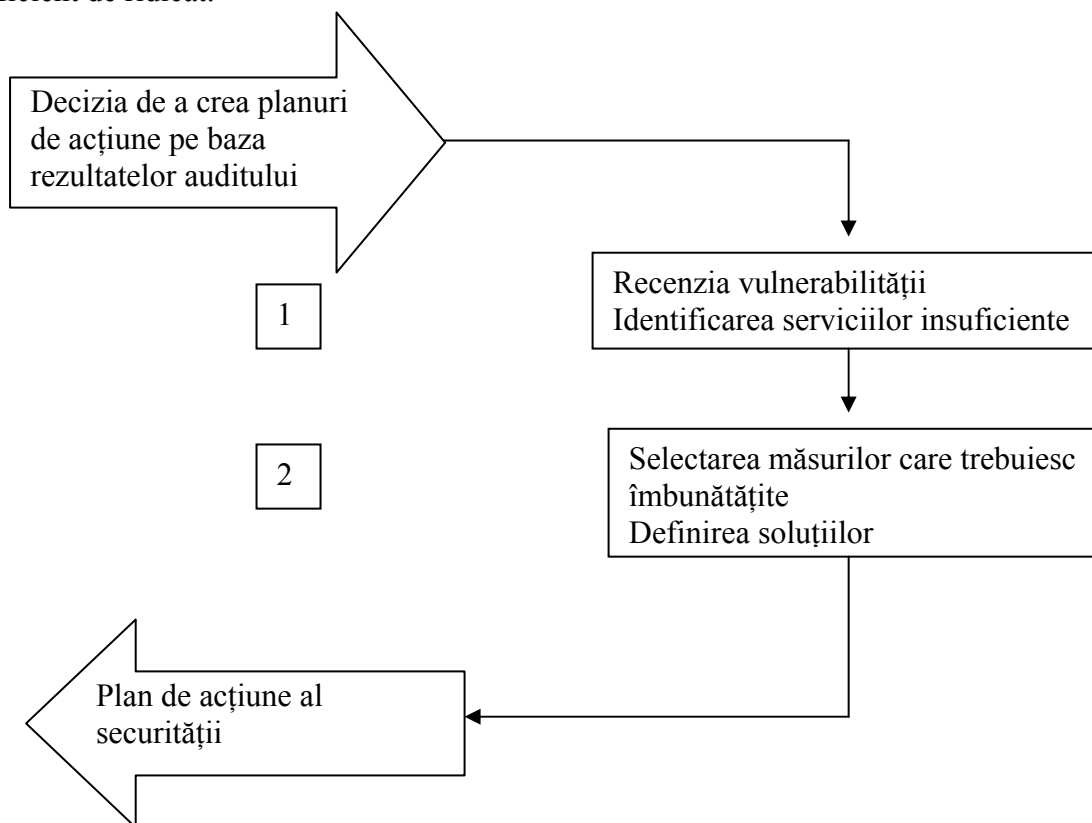 Decizia de a crea planuri
de acțiune pe baza
rezultatelor auditului
1
Recenzia vulnerabilității
Identificarea serviciilor insuficiente
2
Selectarea măsurilor care trebuiesc
îmbunătățite
Definirea soluțiilor
Plan de acțiune al
securității